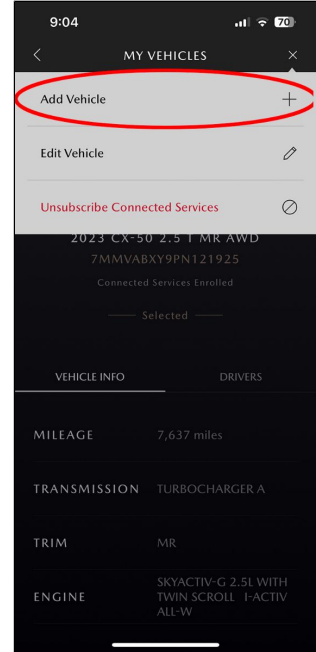 9:04
70
MY VEHICLES
Add Vehicle
Edit Vehicle
Unsubscribe Connected Services
2023 CX-50 2.5 T MR AWD
7MMVABXY9PN121925
Connected Services Enrolled
Selected
VEHICLE INFO DRIVERS
MILEAGE 7,637 miles
TRANSMISSION TURBOCHARGER A
TRIM MR
ENGINE SKYACTIV-G 2.5L WITH
TWIN SCROLL I-ACTIV
ALL-W